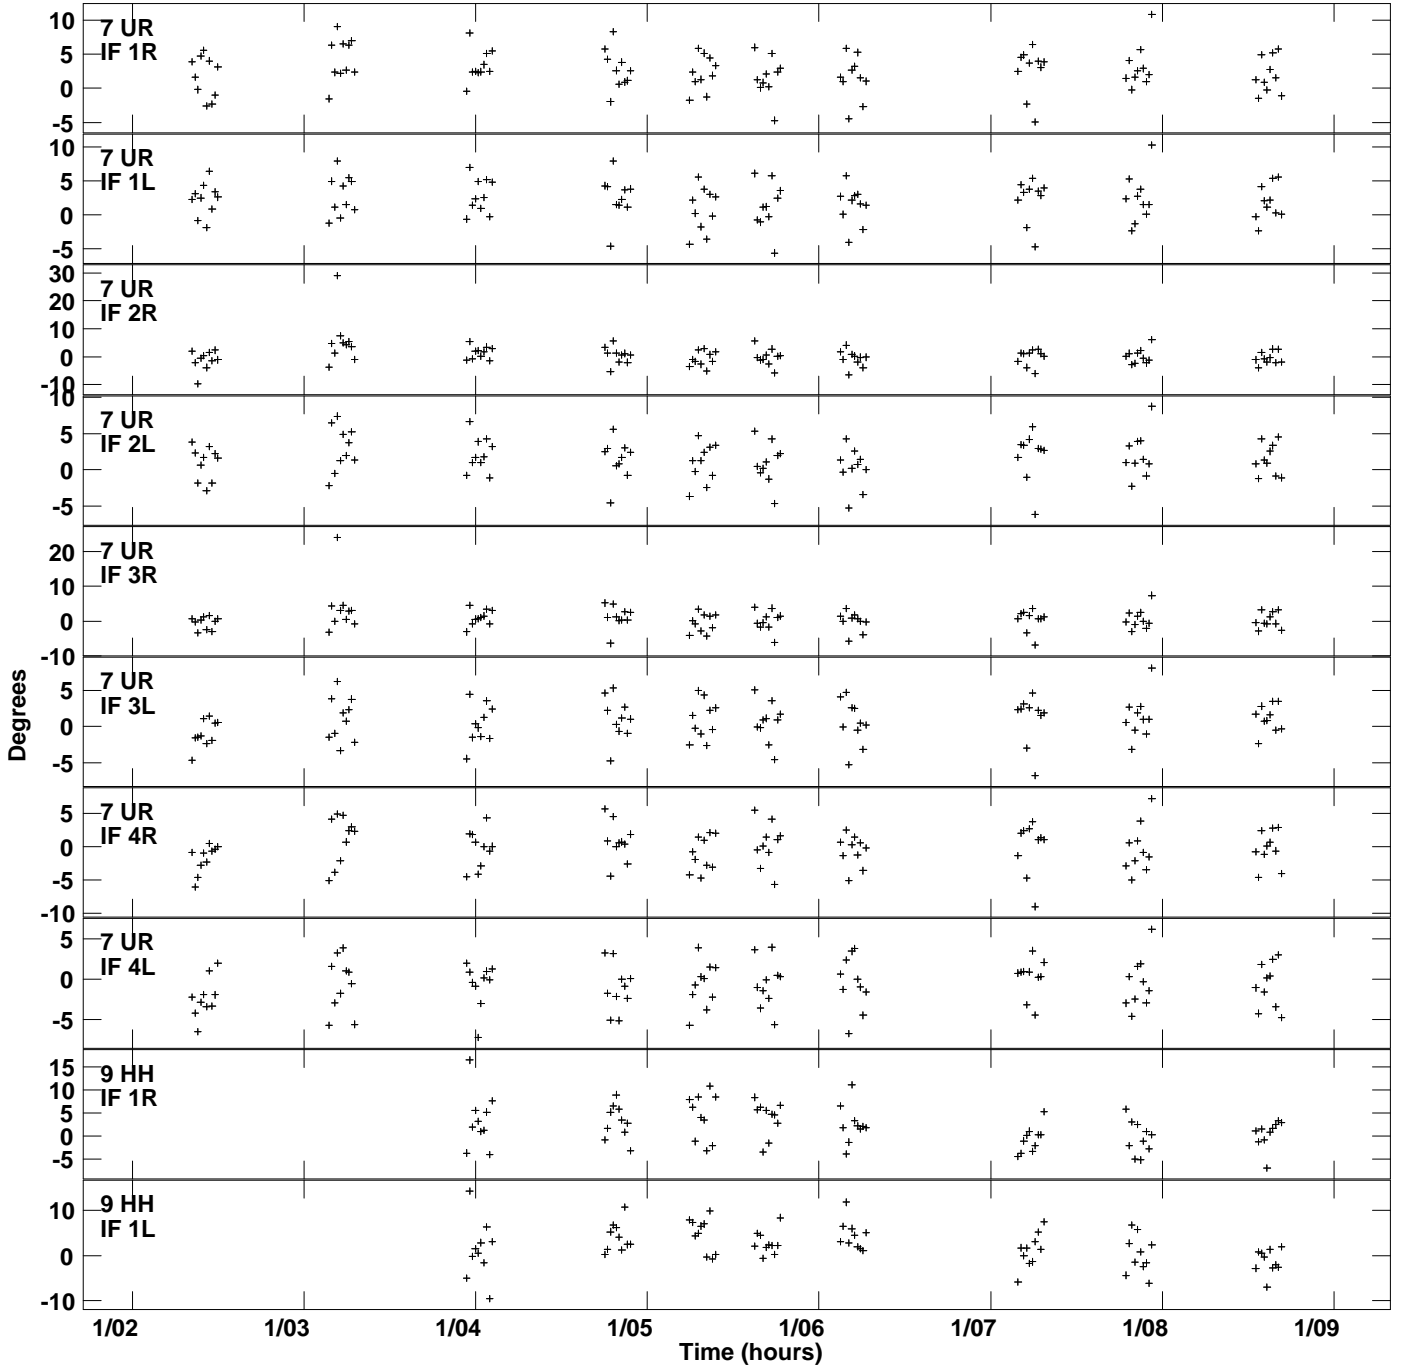 10
5
0
-5
7 UR
IF 1R
10
5
0
-5
7 UR
IF 1L
30
20
10
0
-10
7 UR
IF 2R
10
5
0
-5
7 UR
IF 2L
20
10
0
-10
7 UR
IF 3R
5
0
-5
7 UR
IF 3L
5
0
-5
-10
7 UR
IF 4R
5
0
-5
7 UR
IF 4L
15
10
5
0
-5
9 HH
IF 1R
10
0
-10
9 HH
IF 1L
Degrees
1/02 1/03 1/04 1/05 1/06 1/07 1/08 1/09
Time (hours)